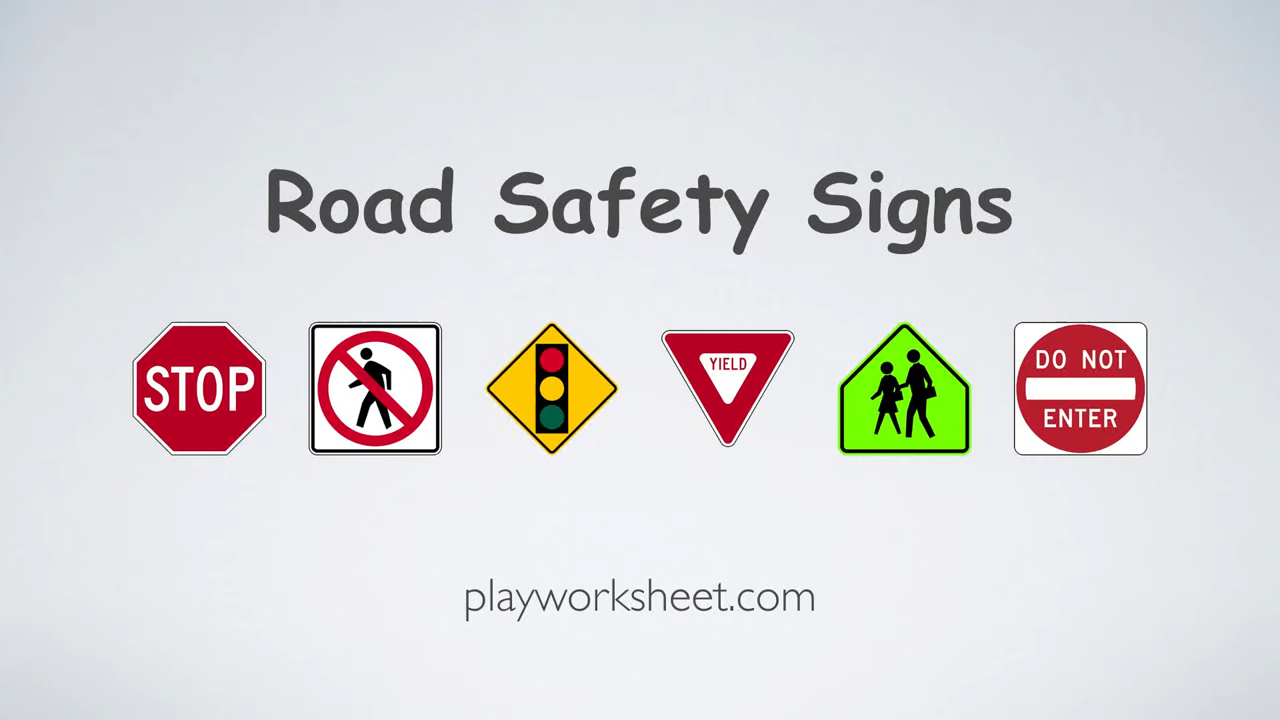 Road Safety Signs
STOP
YIELD
DO NOT
ENTER
playworksheet.com